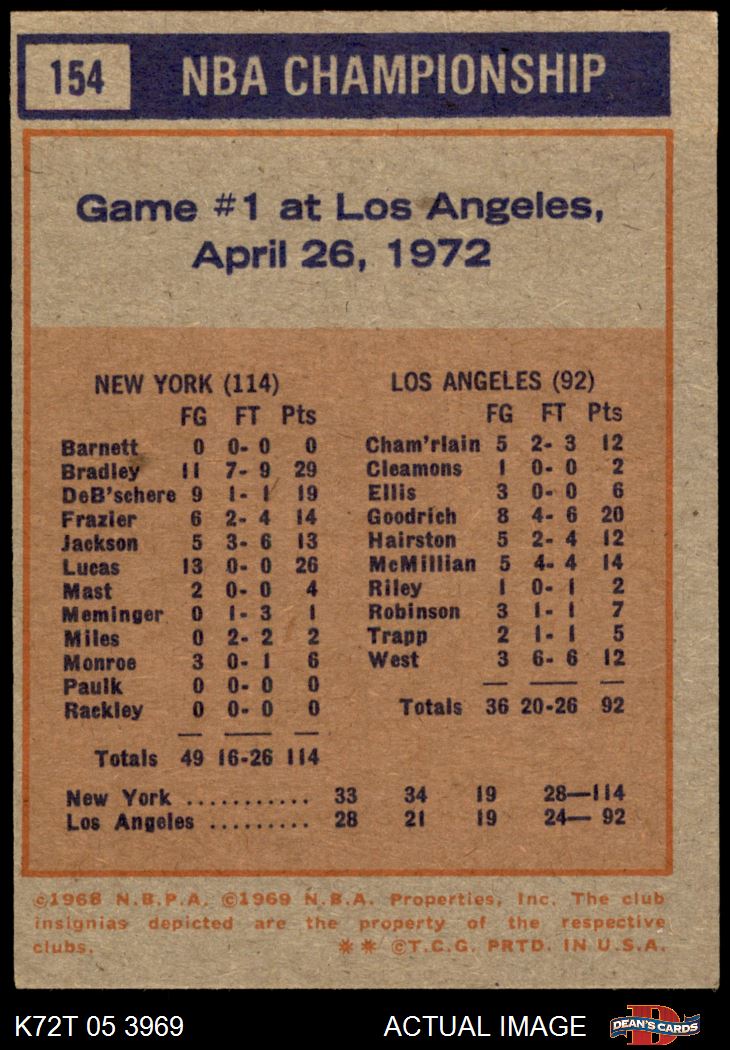 154 NBA CHAMPIONSHIP
Game #1 at Los Angeles,
April 26, 1972
NEW YORK (114)
FG FT Pts
Barnett 0 0- 0 0
Bradley 11 7- 9 29
DeB'schere 9 1- 1 19
Frazier 6 2- 4 14
Jackson 5 3- 6 13
Lucas 13 0- 0 26
Mast 2 0- 0 4
Meminger 0 1- 3 1
Miles 0 2- 2 2
Monroe 3 0- 1 6
Paulk 0 0- 0 0
Rackley 0 0- 0 0
Totals 49 16-26 114
LOS ANGELES (92)
FG FT Pts
Cham'rlain 5 2- 3 12
Cleamons 1 0- 0 2
Ellis 3 0- 0 6
Goodrich 8 4- 6 20
Hairston 5 2- 4 12
McMillian 5 4- 4 14
Riley 1 0- 1 2
Robinson 3 1- 1 7
Trapp 2 1- 1 5
West 3 6- 6 12
Totals 36 20-26 92
New York ........... 33 34 19 28—114
Los Angeles ......... 28 21 19 24— 92
©1968 N.B.P.A. ©1969 N.B.A. Properties, Inc. The club
insignias depicted are the property of the respective
clubs. ** ©T.C.G. PRTD. IN U.S.A.
K72T 05 3969 ACTUAL IMAGE D DEAN'S CARDS